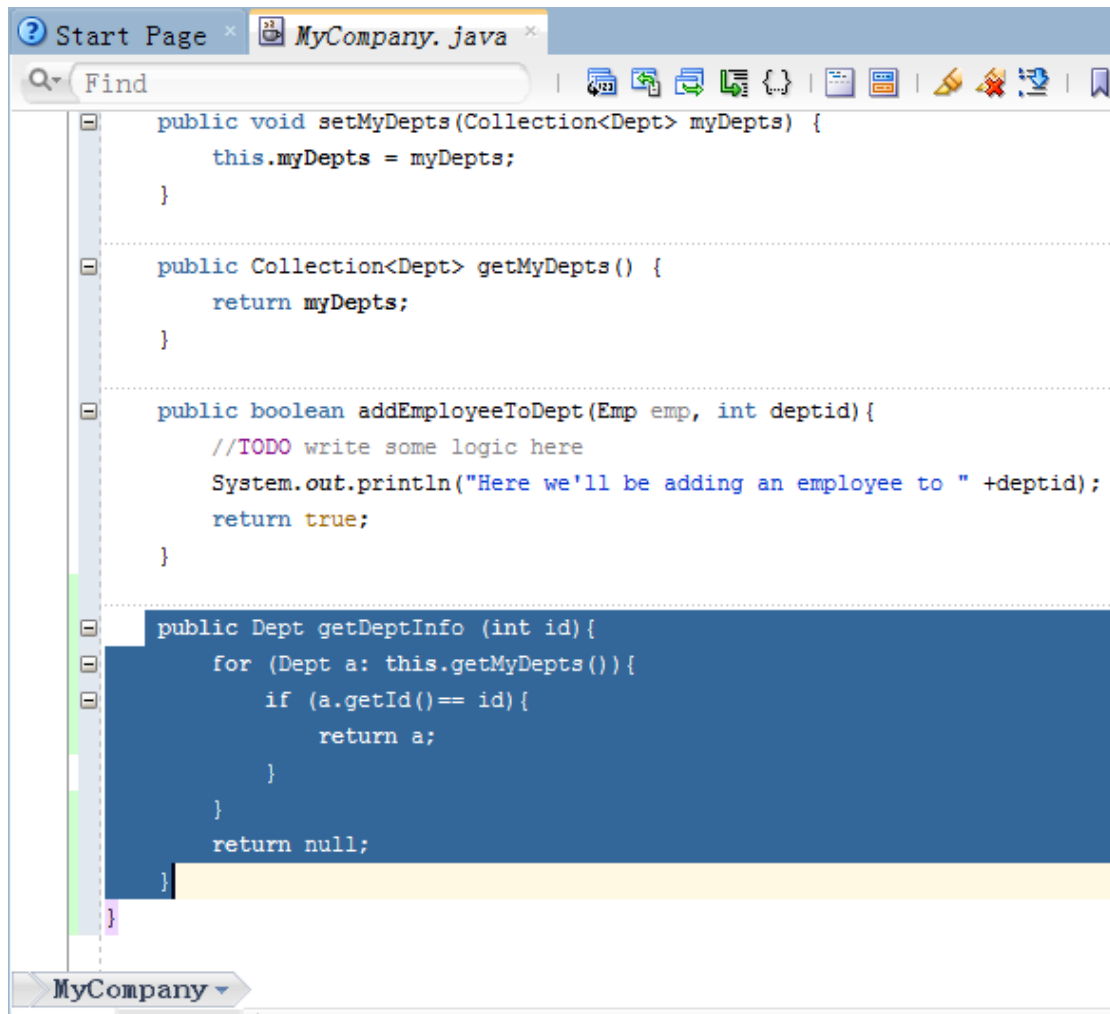 Start Page
MyCompany.java
Find
public void setMyDepts(Collection<Dept> myDepts) {
this.myDepts = myDepts;
}
public Collection<Dept> getMyDepts() {
return myDepts;
}
public boolean addEmployeeToDept(Emp emp, int deptid){
//TODO write some logic here
System.out.println("Here we'll be adding an employee to " +deptid);
return true;
}
public Dept getDeptInfo (int id){
for (Dept a: this.getMyDepts()){
if (a.getId()== id){
return a;
}
}
return null;
}
}
MyCompany